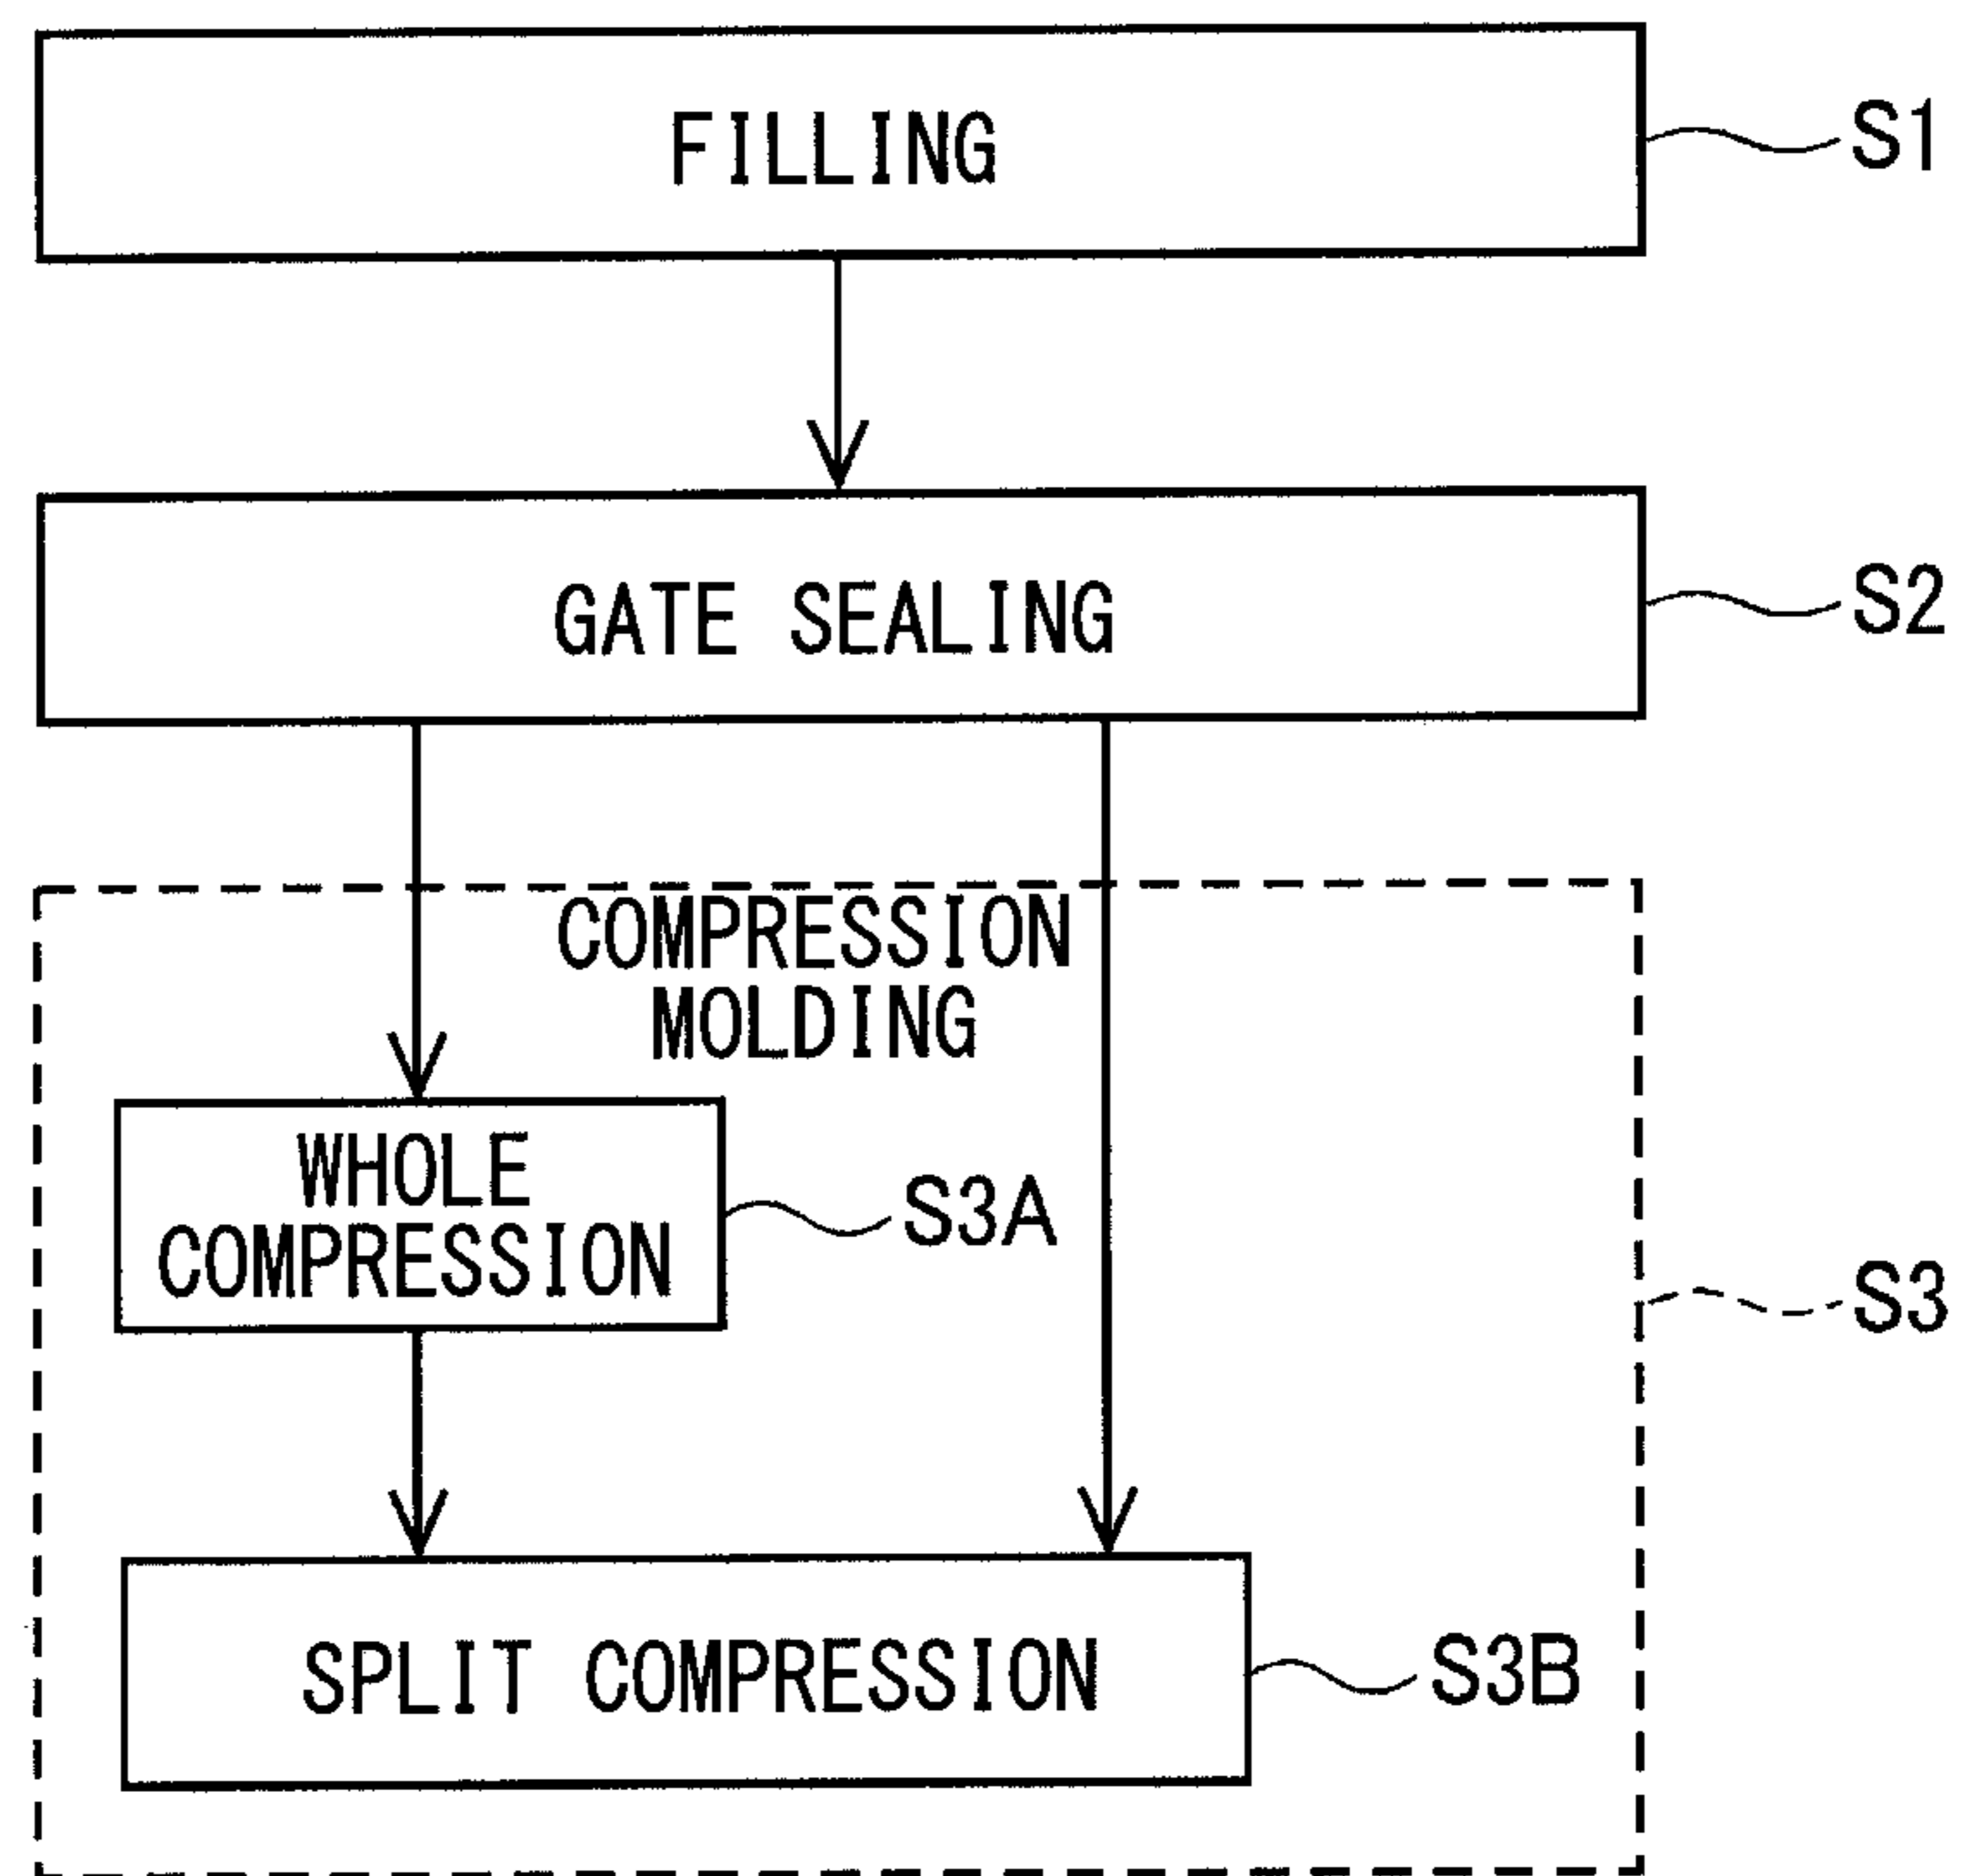 FILLING
S1
GATE SEALING
S2
COMPRESSION
MOLDING
WHOLE
COMPRESSION
S3A
S3
SPLIT COMPRESSION
S3B